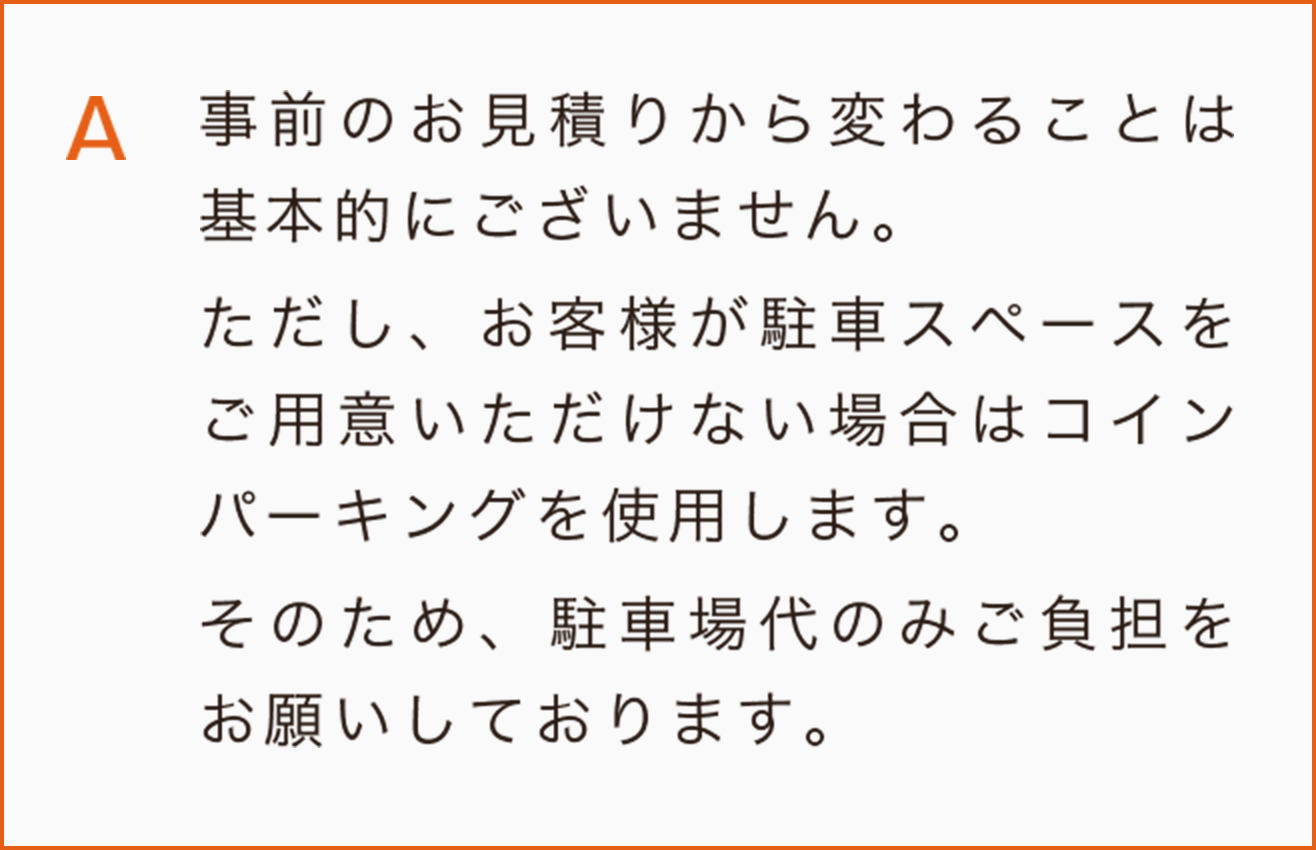 A
事前のお見積りから変わることは
基本的にございません。
ただし、お客様が駐車スペースを
ご用意いただけない場合はコイン
パーキングを使用します。
そのため、駐車場代のみご負担を
お願いしております。